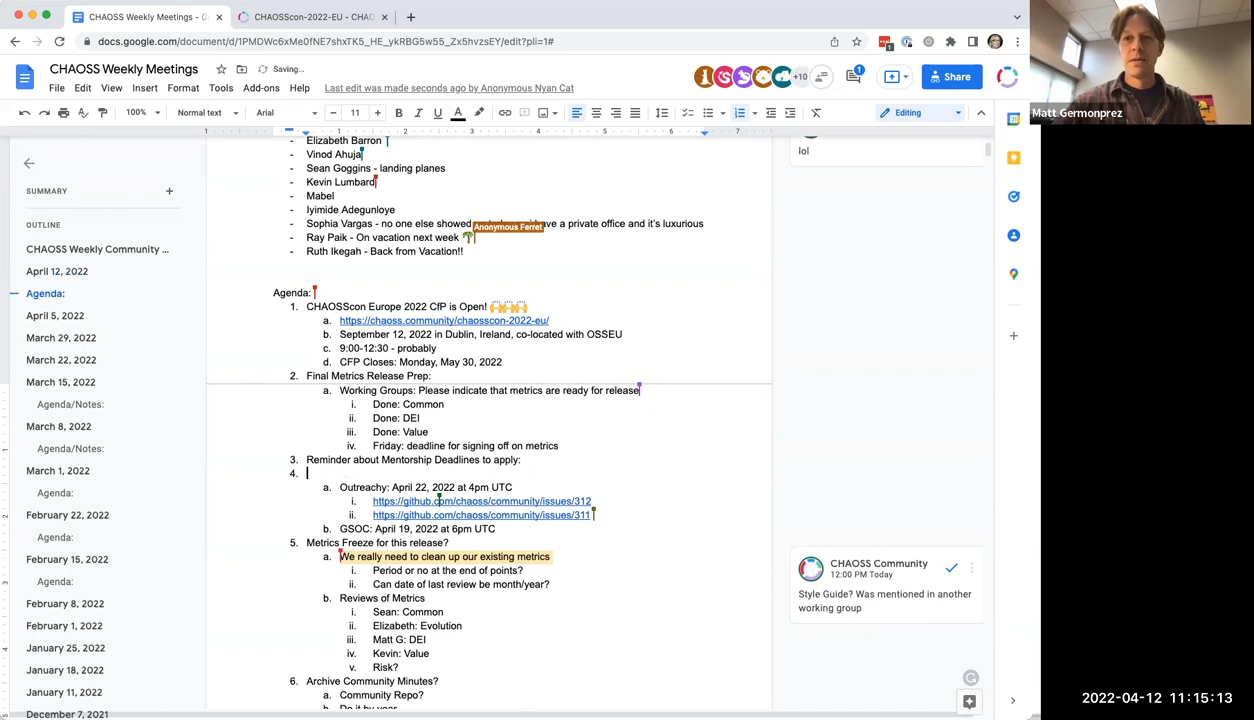 CHAOSS Weekly Meetings - G
CHAOSScon-2022-EU - CHAO
docs.google.com/document/d/1PMDWc6xMe0fNE7shxTK5_HE_ykRBG5w55_Zx5hvzsEY/edit?pli=1#
CHAOSS Weekly Meetings
Saving...
File Edit View Insert Format Tools Add-ons Help
Last edit was made seconds ago by Anonymous Nyan Cat
+10
1
Share
100%
Normal text
Arial
11
Editing
Matt Germonprez
1 1 2 3 4 5 6 7
SUMMARY
OUTLINE
CHAOSS Weekly Community ...
April 12, 2022
Agenda:
April 5, 2022
March 29, 2022
March 22, 2022
March 15, 2022
Agenda/Notes:
March 8, 2022
Agenda/Notes:
March 1, 2022
Agenda:
February 22, 2022
Agenda:
February 15, 2022
Agenda:
February 8, 2022
February 1, 2022
January 25, 2022
January 18, 2022
January 11, 2022
December 7, 2021
- Elizabeth Barron
- Vinod Ahuja
- Sean Goggins - landing planes
- Kevin Lumbard
- Mabel
- Iyimide Adegunloye
- Sophia Vargas - no one else showed have a private office and it's luxurious
Anonymous Ferret
- Ray Paik - On vacation next week 🌴
- Ruth Ikegah - Back from Vacation!!
Agenda:
1. CHAOSScon Europe 2022 CfP is Open! 🙌🙌🙌
a. https://chaoss.community/chaosscon-2022-eu/
b. September 12, 2022 in Dublin, Ireland, co-located with OSSEU
c. 9:00-12:30 - probably
d. CFP Closes: Monday, May 30, 2022
2. Final Metrics Release Prep:
a. Working Groups: Please indicate that metrics are ready for release
i. Done: Common
ii. Done: DEI
iii. Done: Value
iv. Friday: deadline for signing off on metrics
3. Reminder about Mentorship Deadlines to apply:
4.
a. Outreachy: April 22, 2022 at 4pm UTC
i. https://github.com/chaoss/community/issues/312
ii. https://github.com/chaoss/community/issues/311
b. GSOC: April 19, 2022 at 6pm UTC
5. Metrics Freeze for this release?
a. We really need to clean up our existing metrics
i. Period or no at the end of points?
ii. Can date of last review be month/year?
b. Reviews of Metrics
i. Sean: Common
ii. Elizabeth: Evolution
iii. Matt G: DEI
iv. Kevin: Value
v. Risk?
6. Archive Community Minutes?
a. Community Repo?
b. Do it by year
lol
CHAOSS Community
12:00 PM Today
Style Guide? Was mentioned in another
working group
2022-04-12 11:15:13